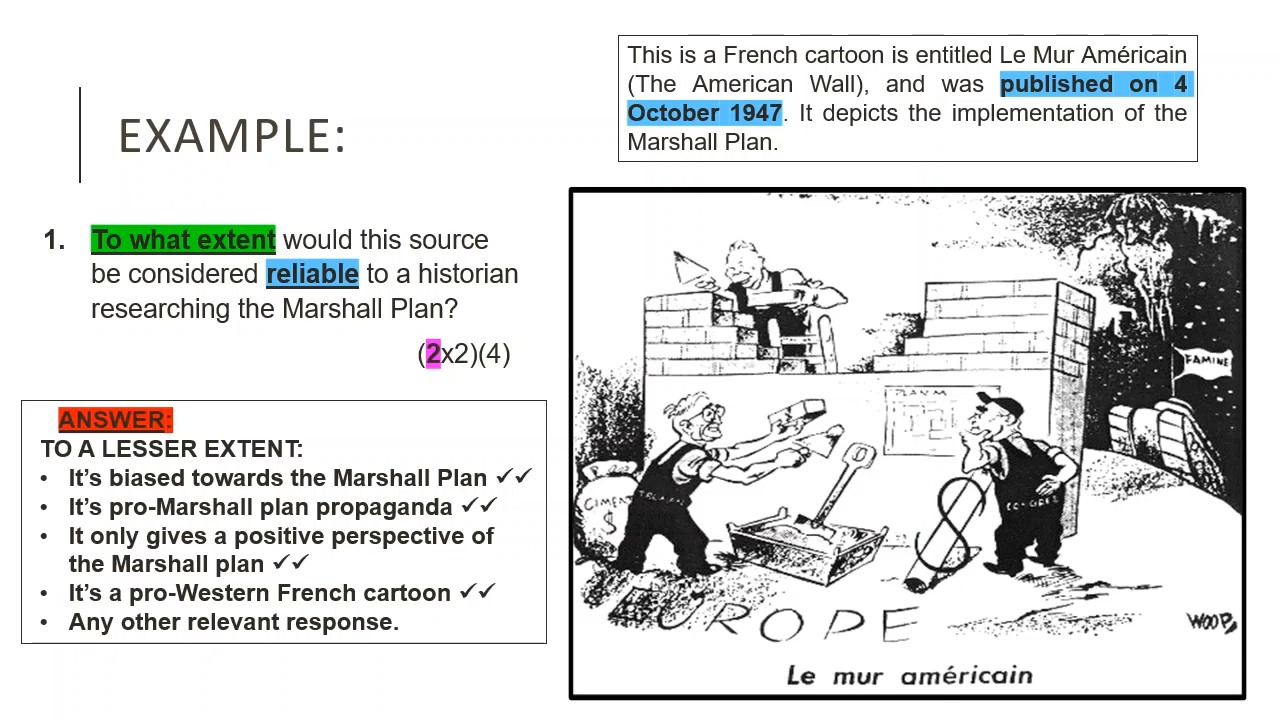 EXAMPLE:
This is a French cartoon is entitled Le Mur Américain
(The American Wall), and was published on 4
October 1947. It depicts the implementation of the
Marshall Plan.
1. To what extent would this source
be considered reliable to a historian
researching the Marshall Plan?
(2x2)(4)
ANSWER:
TO A LESSER EXTENT:
• It’s biased towards the Marshall Plan ✓✓
• It’s pro-Marshall plan propaganda ✓✓
• It only gives a positive perspective of
the Marshall plan ✓✓
• It’s a pro-Western French cartoon ✓✓
• Any other relevant response.
FAMINE
PLAN M
CIMENT
$
TRUMAN
$
EUROPE
WOOP
Le mur américain